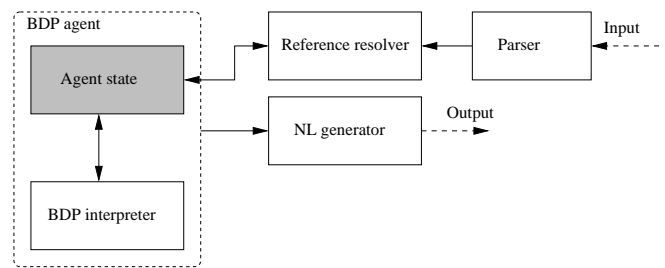 BDP agent
Reference resolver
Parser
Input
Agent state
NL generator
Output
BDP interpreter